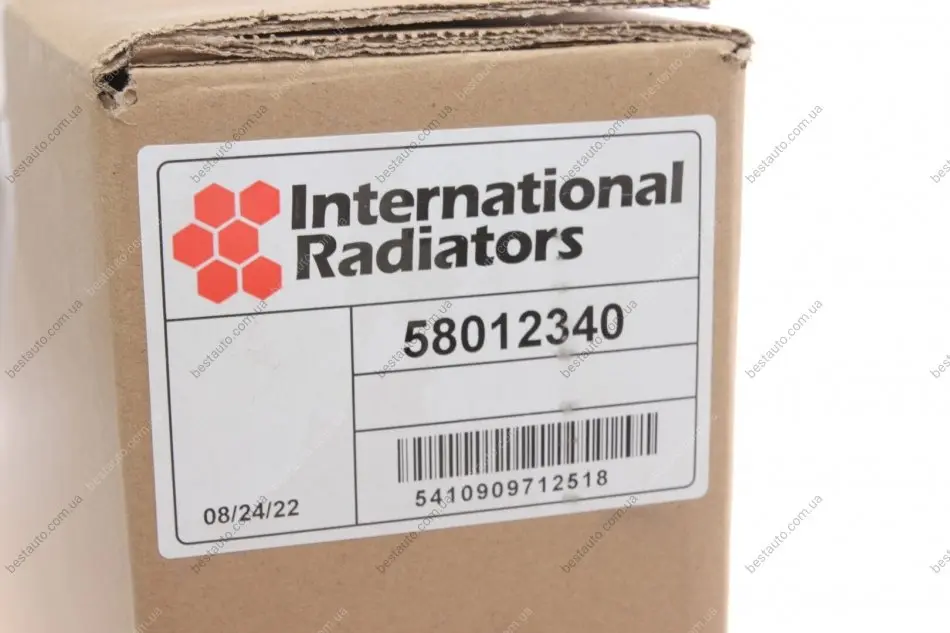 International
Radiators
58012340
5410909712518
08/24/22
bestauto.com.ua